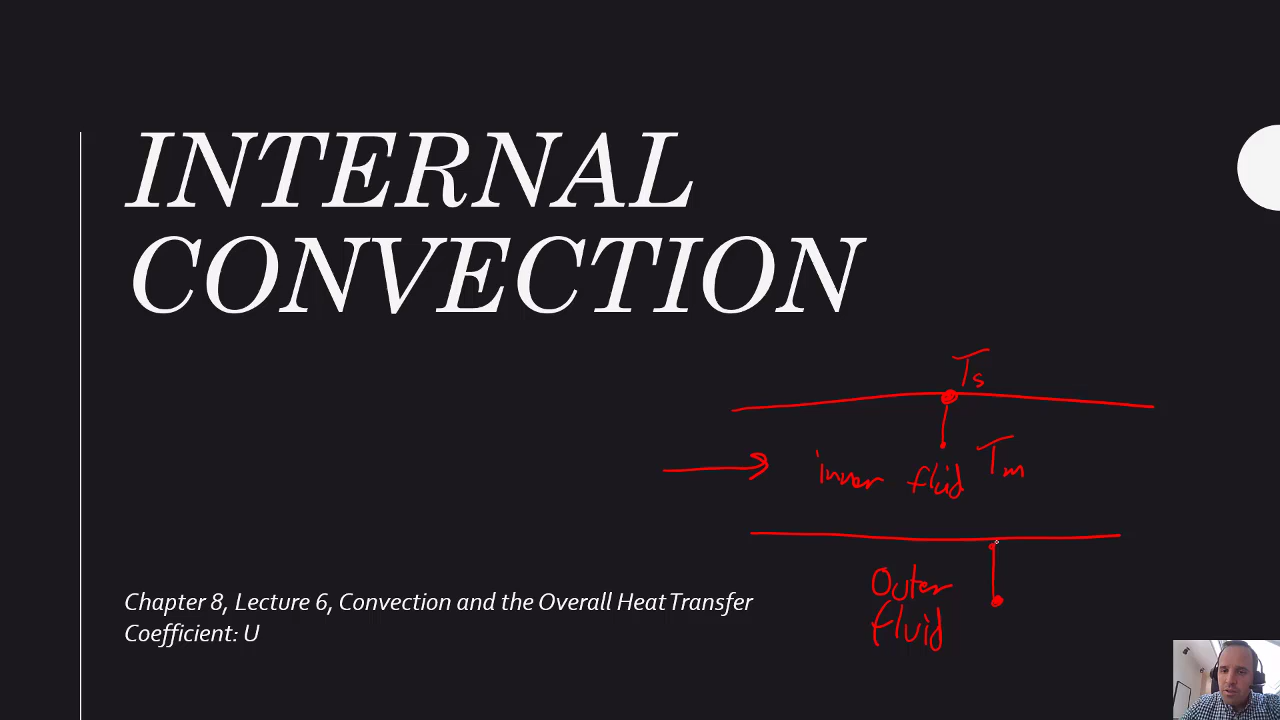 INTERNAL
CONVECTION
Ts
inner fluid Tm
Outer
fluid
Chapter 8, Lecture 6, Convection and the Overall Heat Transfer
Coefficient: U